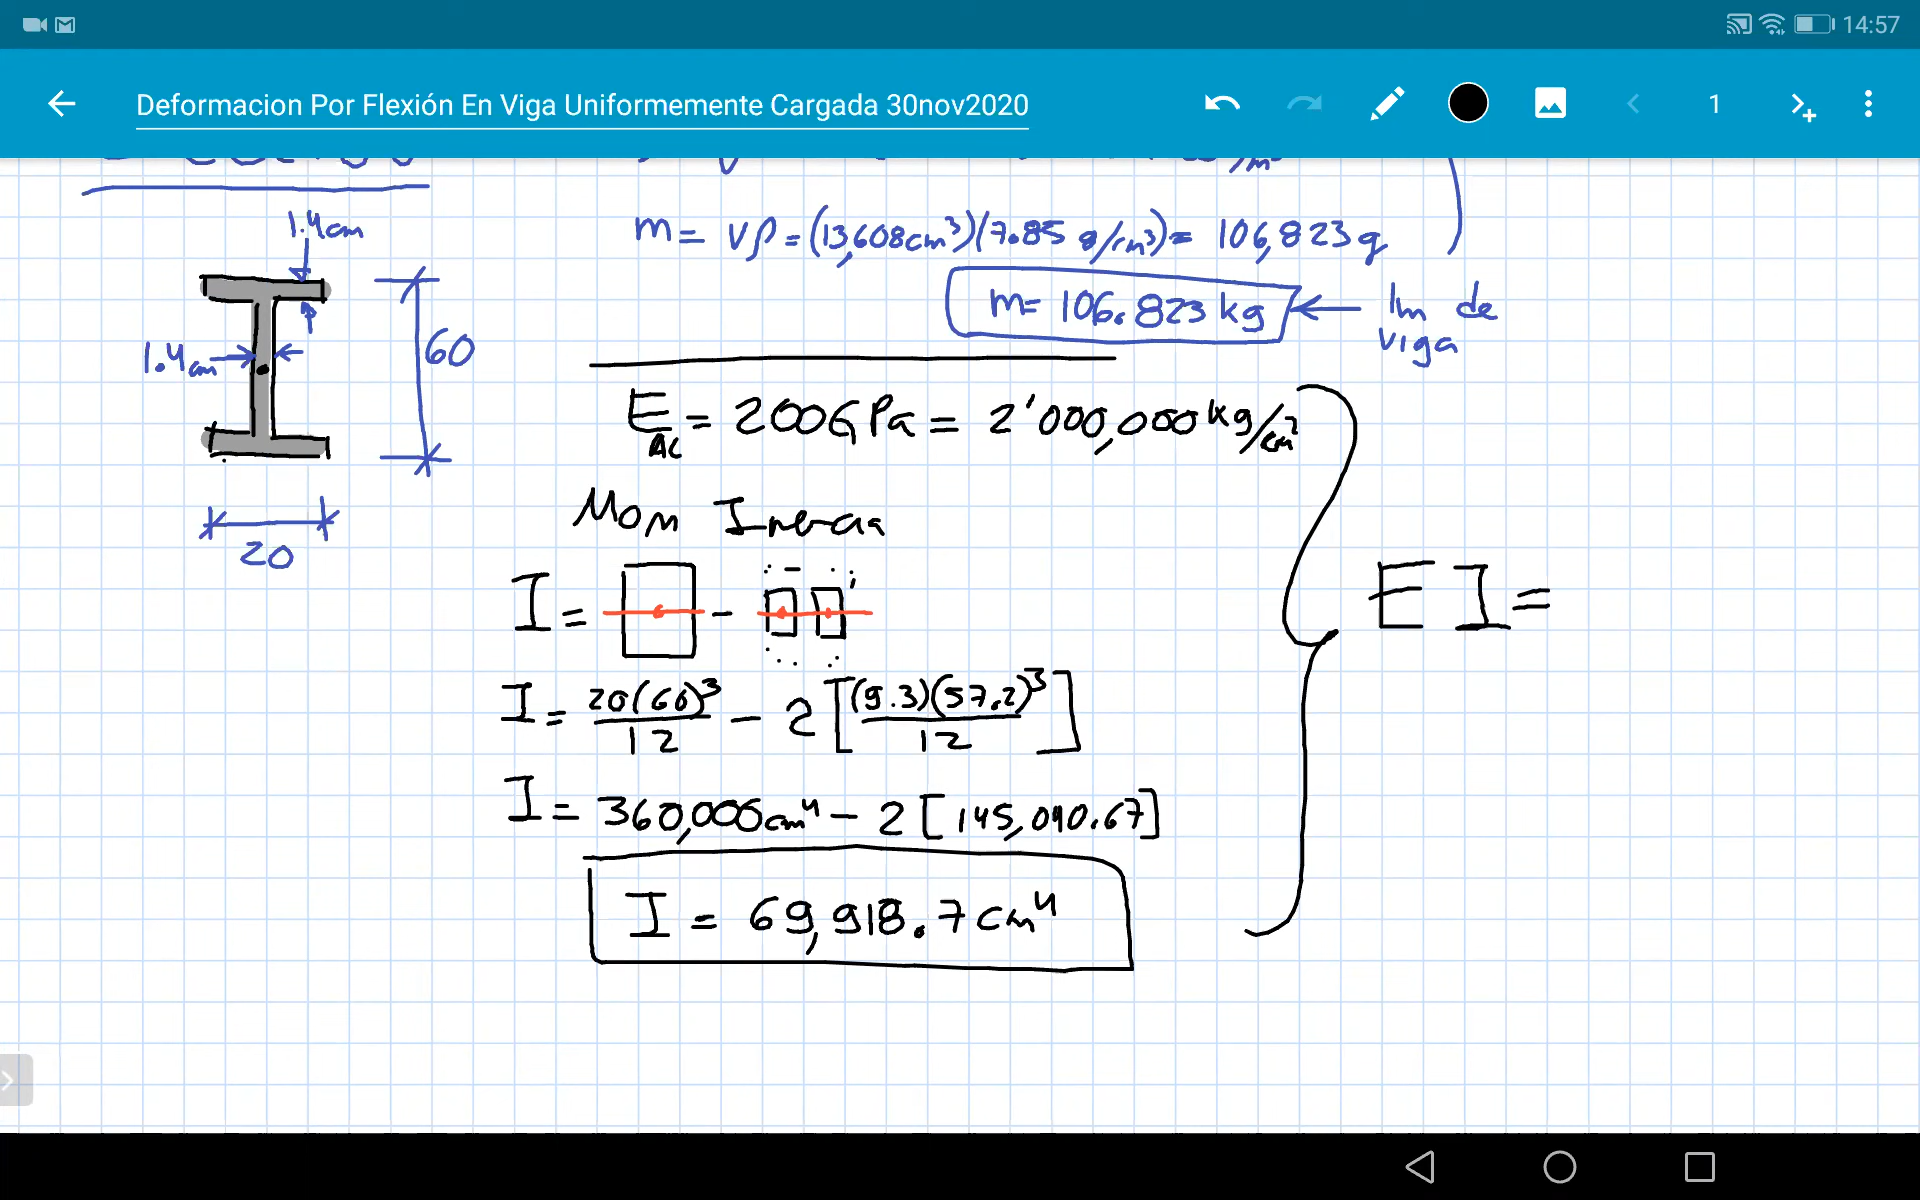 14:57
Deformacion Por Flexión En Viga Uniformemente Cargada 30nov2020
1
1.4cm
m = Vρ = (13,608cm³)(7.85 g/cm³) = 106,823g
m= 106.823 kg ← 1m de viga
1.4cm
60
20
E_AC = 200GPa = 2'000,000 kg/cm²
Mom Inercia
I =
-
E I =
I = 20(60)³/12 - 2[(9.3)(57.2)³/12]
I = 360,000cm⁴ - 2[145,040.67]
I = 69,918.7cm⁴